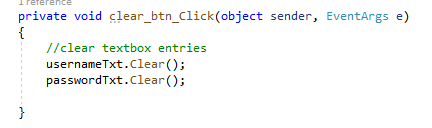 1 reference
private void clear_btn_Click(object sender, EventArgs e)
{
//clear textbox entries
usernameTxt.Clear();
passwordTxt.Clear();
}